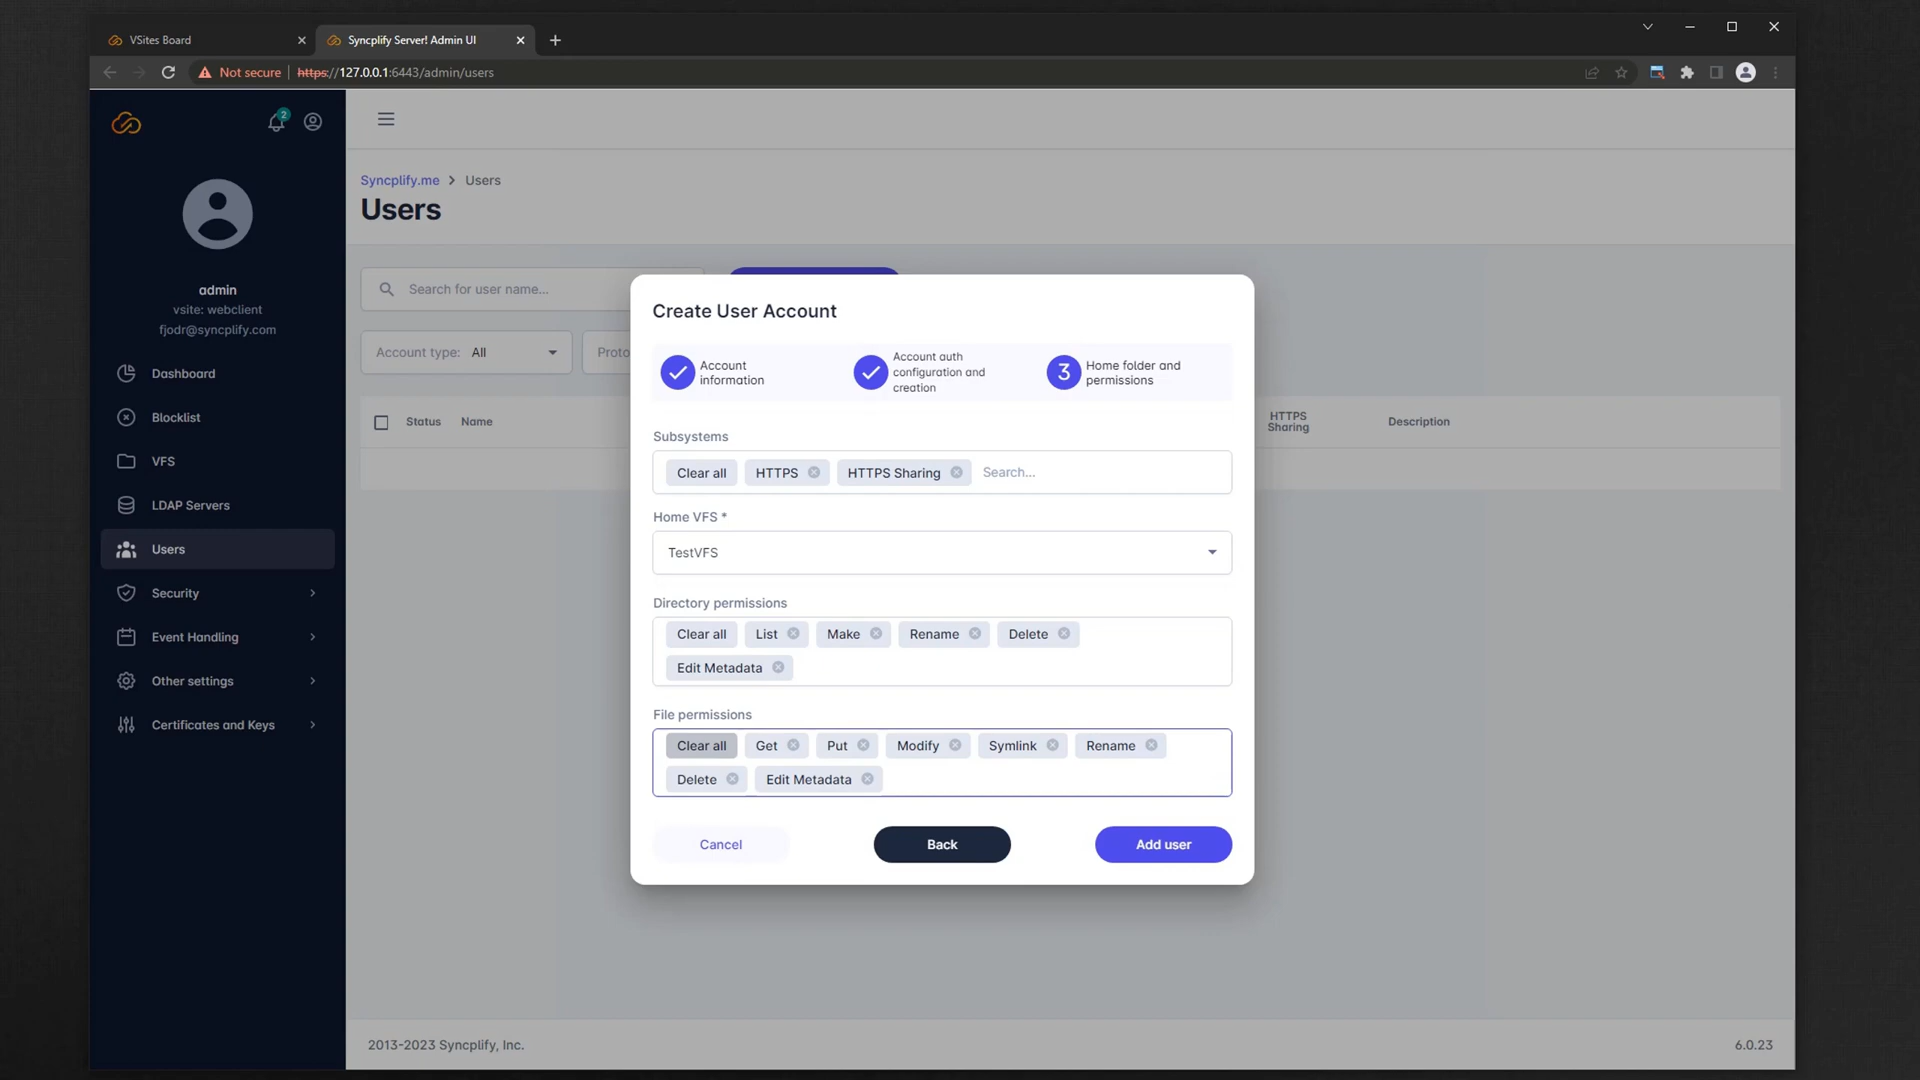 VSites Board
Syncplify Server! Admin UI
Not secure
https://127.0.0.1:6443/admin/users
2
admin
vsite: webclient
fjodr@syncplify.com
Dashboard
Blocklist
VFS
LDAP Servers
Users
Security
Event Handling
Other settings
Certificates and Keys
Syncplify.me > Users
Users
Search for user name...
Account type: All
Proto
Status Name
HTTPS
Sharing
Description
Create User Account
Account
information
Account auth
configuration and
creation
3
Home folder and
permissions
Subsystems
Clear all HTTPS HTTPS Sharing Search...
Home VFS *
TestVFS
Directory permissions
Clear all List Make Rename Delete
Edit Metadata
File permissions
Clear all Get Put Modify Symlink Rename
Delete Edit Metadata
Cancel Back Add user
2013-2023 Syncplify, Inc.
6.0.23